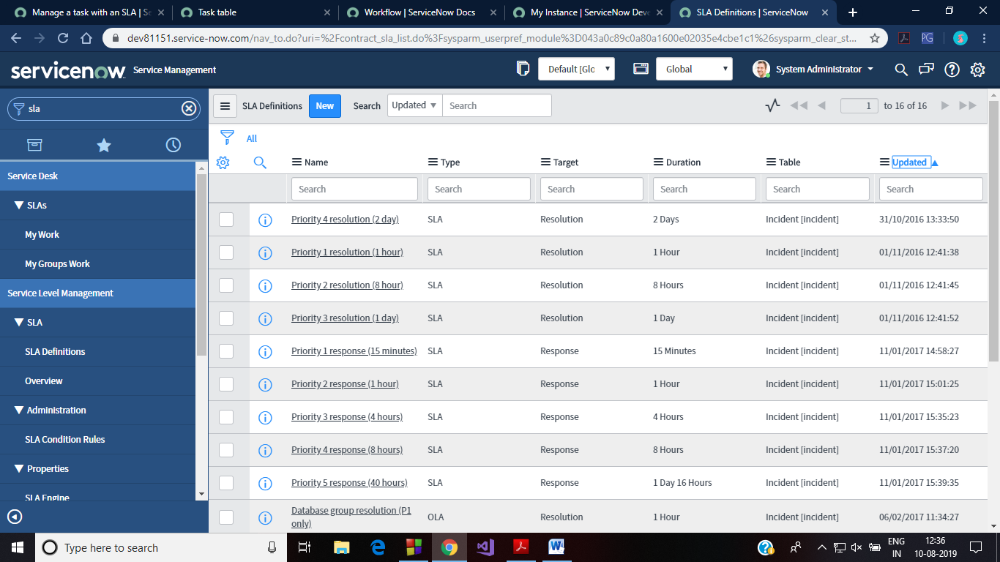 Manage a task with an SLA | S
Task table
Workflow | ServiceNow Docs
My Instance | ServiceNow Deve
SLA Definitions | ServiceNow
dev81151.service-now.com/nav_to.do?uri=%2Fcontract_sla_list.do%3Fsysparm_userpref_module%3D043a0c89c0a80a1600e02035e4cbe1c1%26sysparm_clear_st...
PG
servicenow Service Management
Default [Glo
Global
System Administrator
sla
SLA Definitions
New
Search
Updated
Search
1
to 16 of 16
All
Service Desk
SLAs
My Work
My Groups Work
Service Level Management
SLA
SLA Definitions
Overview
Administration
SLA Condition Rules
Properties
SLA Engine
Name Type Target Duration Table Updated
Search Search Search Search Search Search
Priority 4 resolution (2 day) SLA Resolution 2 Days Incident [incident] 31/10/2016 13:33:50
Priority 1 resolution (1 hour) SLA Resolution 1 Hour Incident [incident] 01/11/2016 12:41:38
Priority 2 resolution (8 hour) SLA Resolution 8 Hours Incident [incident] 01/11/2016 12:41:45
Priority 3 resolution (1 day) SLA Resolution 1 Day Incident [incident] 01/11/2016 12:41:52
Priority 1 response (15 minutes) SLA Response 15 Minutes Incident [incident] 11/01/2017 14:58:27
Priority 2 response (1 hour) SLA Response 1 Hour Incident [incident] 11/01/2017 15:01:25
Priority 3 response (4 hours) SLA Response 4 Hours Incident [incident] 11/01/2017 15:35:23
Priority 4 response (8 hours) SLA Response 8 Hours Incident [incident] 11/01/2017 15:37:20
Priority 5 response (40 hours) SLA Response 1 Day 16 Hours Incident [incident] 11/01/2017 15:39:35
Database group resolution (P1
only) OLA Resolution 1 Hour Incident [incident] 06/02/2017 11:34:27
Type here to search
ENG
IN
12:36
10-08-2019